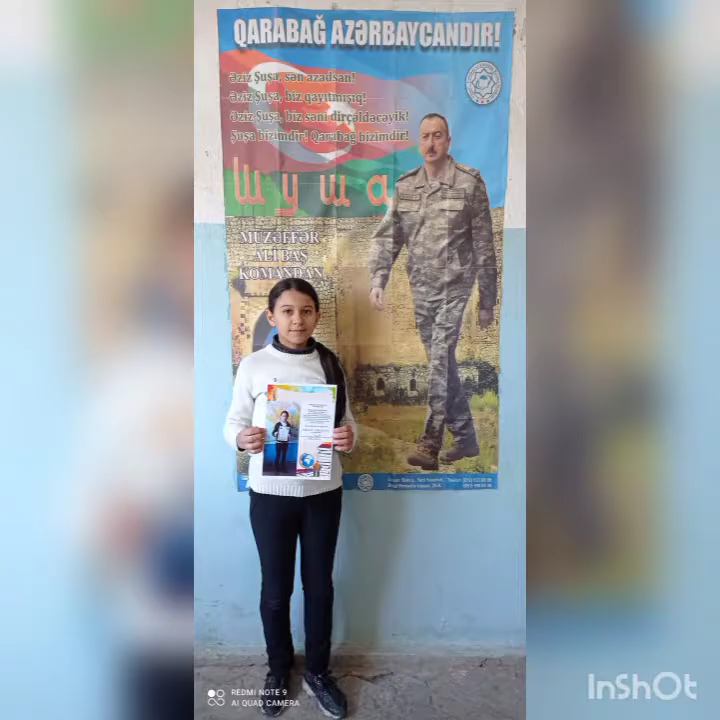 QARABAĞ AZƏRBAYCANDIR!
Əziz Şuşa, sən azadsan!
Əziz Şuşa, biz qayıtmışıq!
Əziz Şuşa, biz səni dirçəldəcəyik!
Şuşa bizimdir! Qarabağ bizimdir!
Шуша
MÜZƏFFƏR
ALİ BAŞ
KOMANDAN
REDMI NOTE 9
AI QUAD CAMERA
InShOt